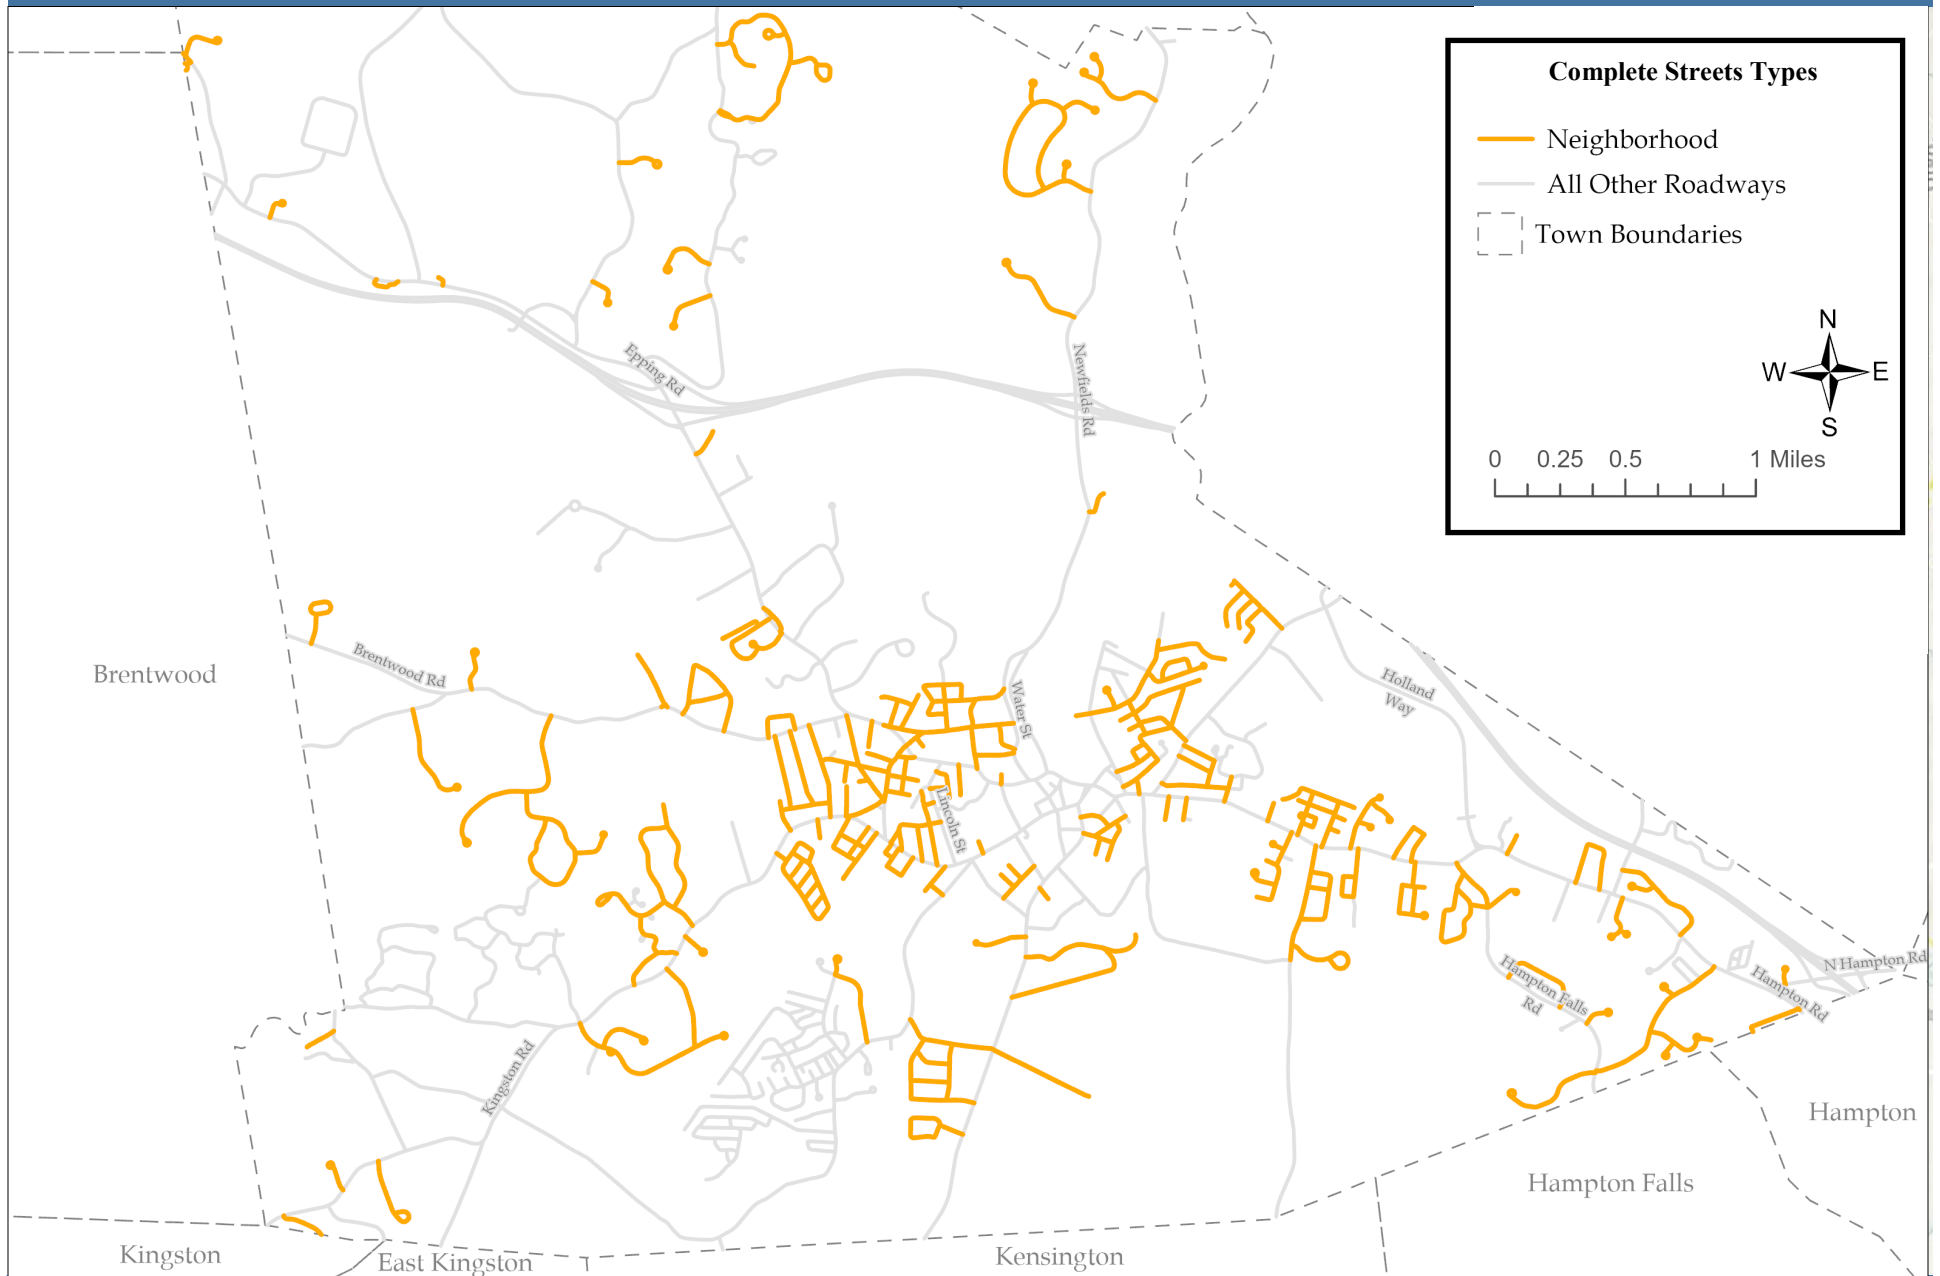 Complete Streets Types
Neighborhood
All Other Roadways
Town Boundaries
N
W
E
S
0 0.25 0.5 1 Miles
Epping Rd
Newfields Rd
Brentwood
Brentwood Rd
Water St
Holland
Way
Lincoln St
N Hampton Rd
Hampton Rd
Hampton Falls
Rd
Kingston Rd
Hampton
Hampton Falls
Kingston
East Kingston
Kensington